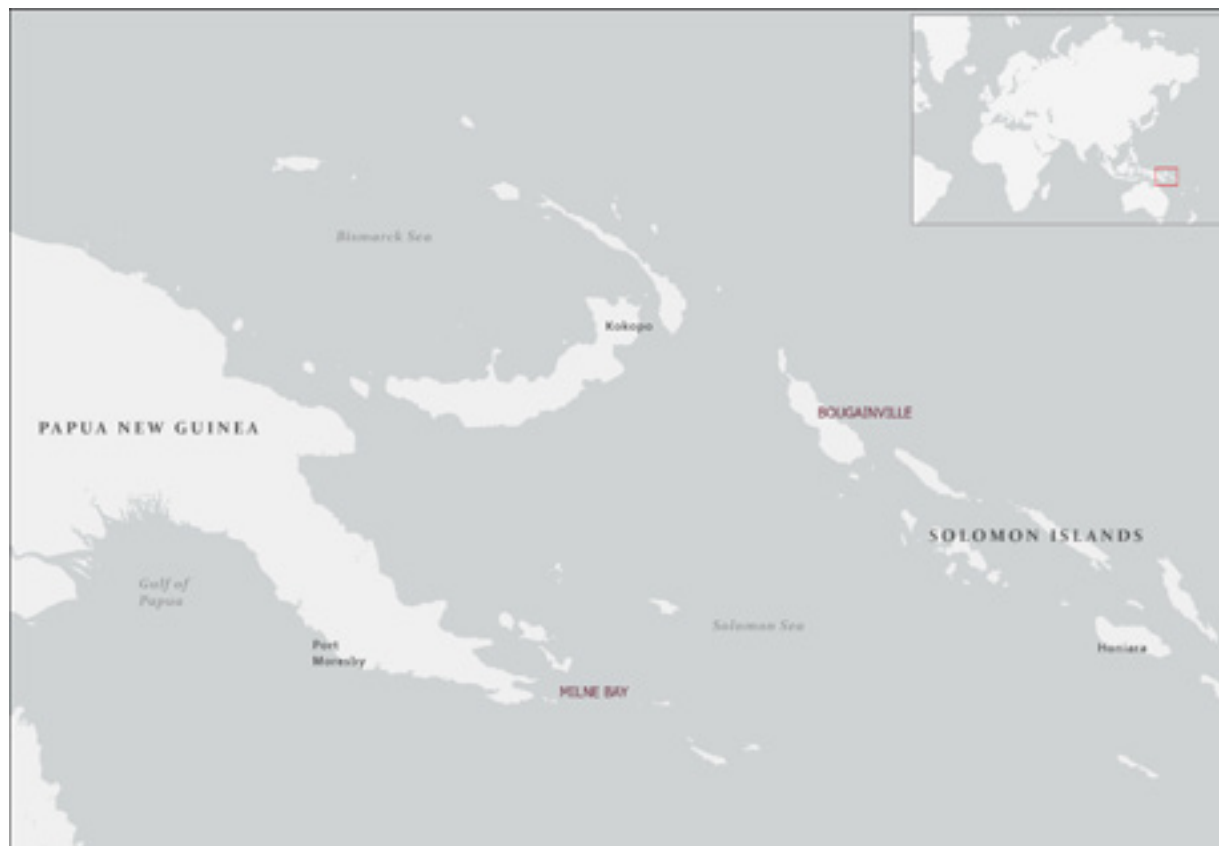 Bismarck Sea
Kokopo
BOUGAINVILLE
PAPUA NEW GUINEA
SOLOMON ISLANDS
Gulf of
Papua
Solomon Sea
Port
Moresby
Honiara
MILNE BAY